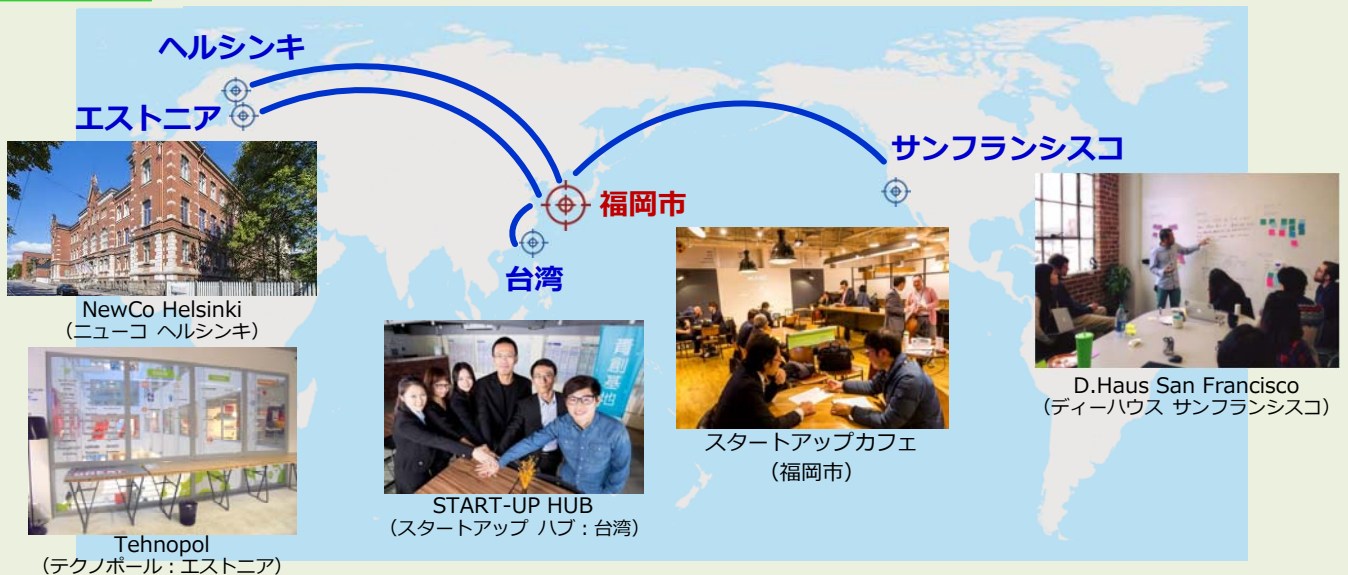 ヘルシンキ
エストニア
サンフランシスコ
福岡市
台湾
NewCo Helsinki
(ニューコ ヘルシンキ)
Tehnopol
(テクノポール：エストニア)
青創基地
START-UP HUB
(スタートアップ ハブ：台湾)
スタートアップカフェ
(福岡市)
D.Haus San Francisco
(ディーハウス サンフランシスコ)